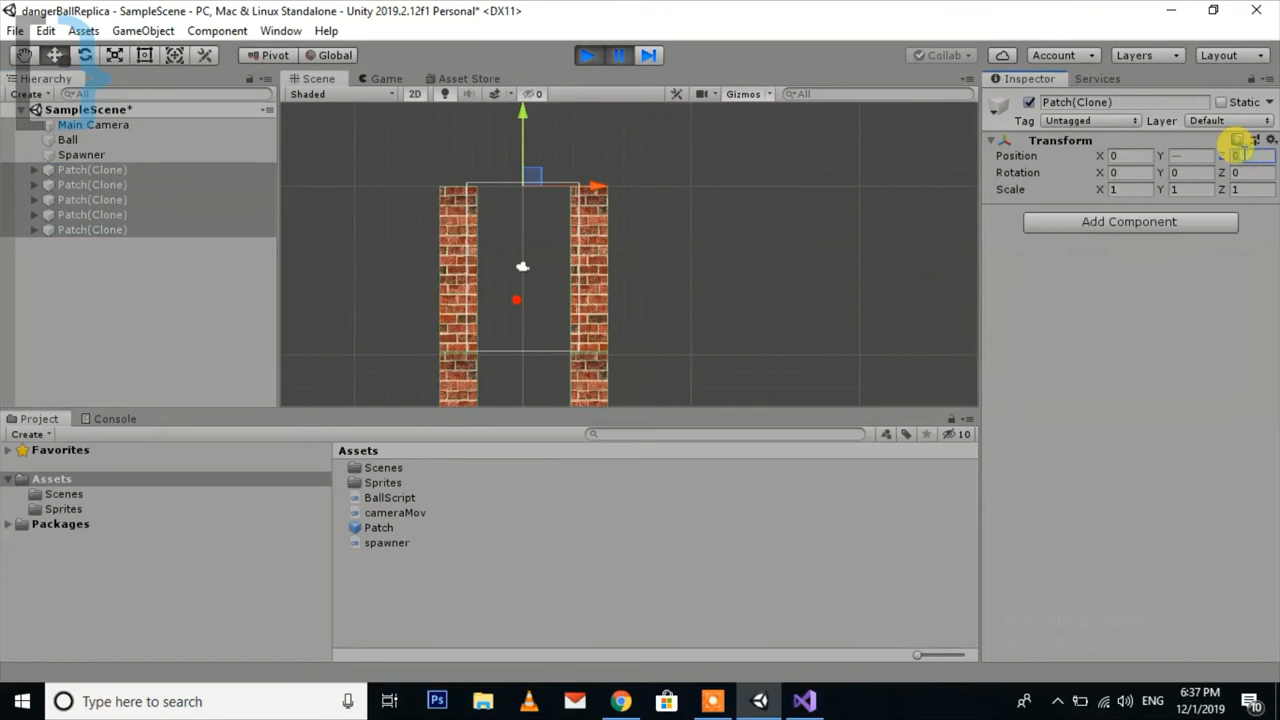 dangerBallReplica - SampleScene - PC, Mac & Linux Standalone - Unity 2019.2.12f1 Personal* <DX11>
File Edit Assets GameObject Component Window Help
Pivot Global Collab Account Layers Layout
Hierarchy Scene Game Asset Store Inspector Services
Create All Shaded 2D 0 Gizmos All Patch(Clone) Static
SampleScene*
Tag Untagged Layer Default
Main Camera
Ball
Spawner
Patch(Clone)
Patch(Clone)
Patch(Clone)
Patch(Clone)
Patch(Clone)
Transform
Position X 0 Y — Z 0
Rotation X 0 Y 0 Z 0
Scale X 1 Y 1 Z 1
Add Component
Project Console
Create 10
Favorites
Assets
Scenes
Sprites
Packages
Assets
Scenes
Sprites
BallScript
cameraMov
Patch
spawner
Type here to search
Ps
ENG
6:37 PM
12/1/2019
10